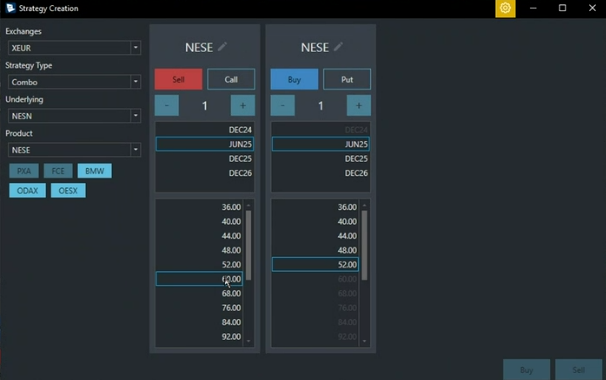 Strategy Creation
Exchanges
XEUR
Strategy Type
Combo
Underlying
NESN
Product
NESE
PXA FCE BMW
ODAX OESX
NESE
Sell Call
- 1 +
DEC24
JUN25
DEC25
DEC26
36.00
40.00
44.00
48.00
52.00
60.00
68.00
76.00
84.00
92.00
NESE
Buy Put
- 1 +
DEC24
JUN25
DEC25
DEC26
36.00
40.00
44.00
48.00
52.00
60.00
68.00
76.00
84.00
92.00
Buy Sell